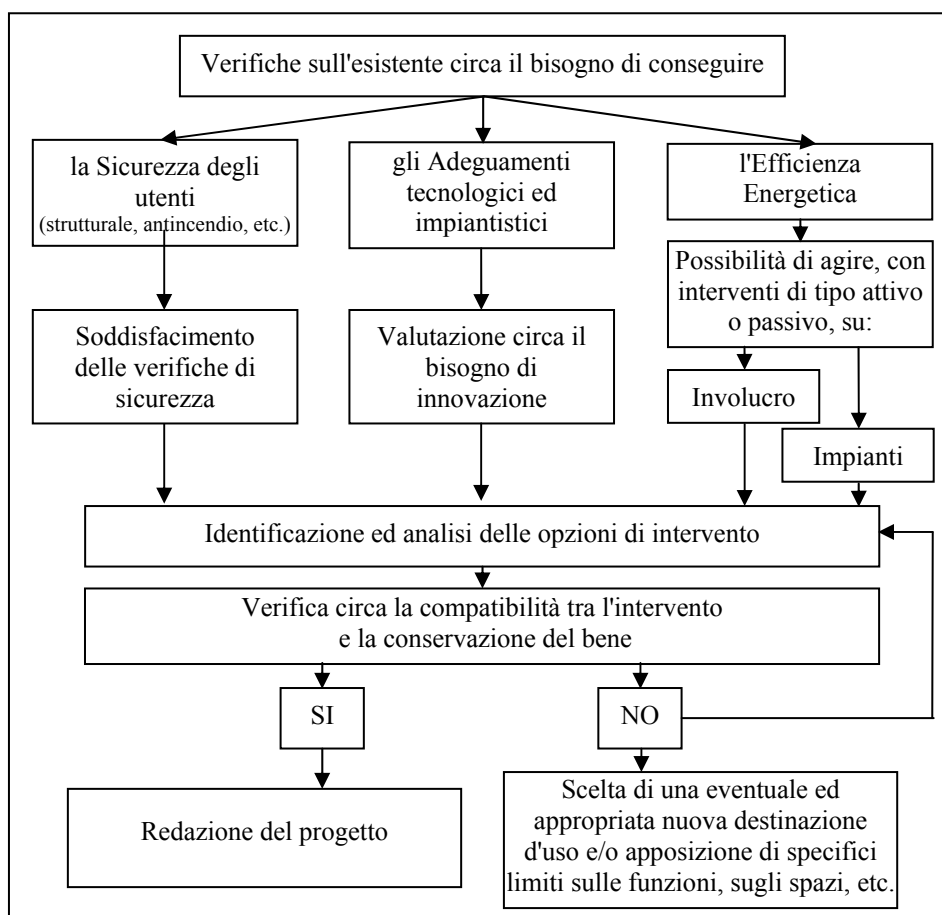 Verifiche sull'esistente circa il bisogno di conseguire
la Sicurezza degli
utenti
(strutturale, antincendio, etc.)
gli Adeguamenti
tecnologici ed
impiantistici
l'Efficienza
Energetica
Possibilità di agire, con
interventi di tipo attivo
o passivo, su:
Soddisfacimento
delle verifiche di
sicurezza
Valutazione circa il
bisogno di
innovazione
Involucro
Impianti
Identificazione ed analisi delle opzioni di intervento
Verifica circa la compatibilità tra l'intervento
e la conservazione del bene
SI
NO
Redazione del progetto
Scelta di una eventuale ed
appropriata nuova destinazione
d'uso e/o apposizione di specifici
limiti sulle funzioni, sugli spazi, etc.